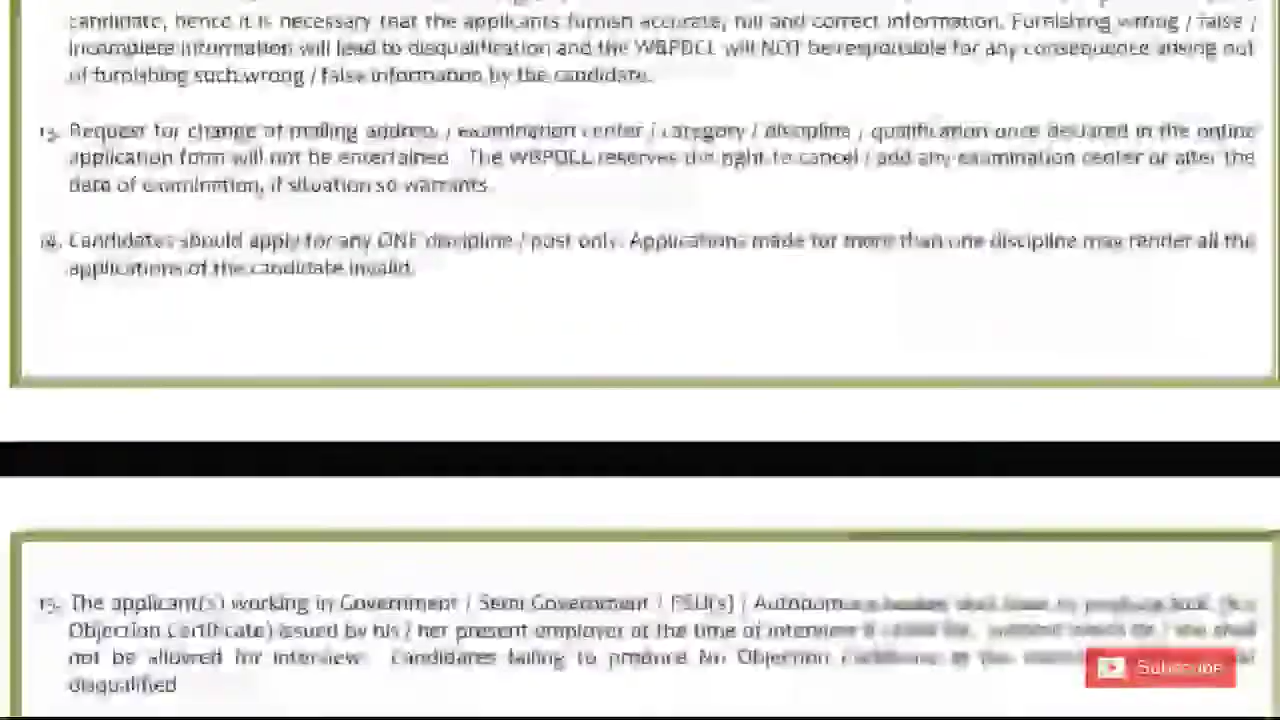 candidate, hence it is necessary that the applicants furnish accurate, full and correct information. Furnishing wrong / false /
incomplete information will lead to disqualification and the WBPDCL will NOT be responsible for any consequence arising out
of furnishing such wrong / false information by the candidate.
13. Request for change of mailing address / examination center / category / discipline / qualification once declared in the online
application form will not be entertained. The WBPDCL reserves the right to cancel / add any examination center or alter the
date of examination, if situation so warrants.
14. Candidates should apply for any ONE discipline / post only. Applications made for more than one discipline may render all the
applications of the candidate invalid.
15. The applicant(s) working in Government / Semi Government / PSU(s) / Autonomous
Objection Certificate) issued by his / her present employer at the time of interview
not be allowed for interview. Candidates failing to produce No Objection
disqualified
Subscribe